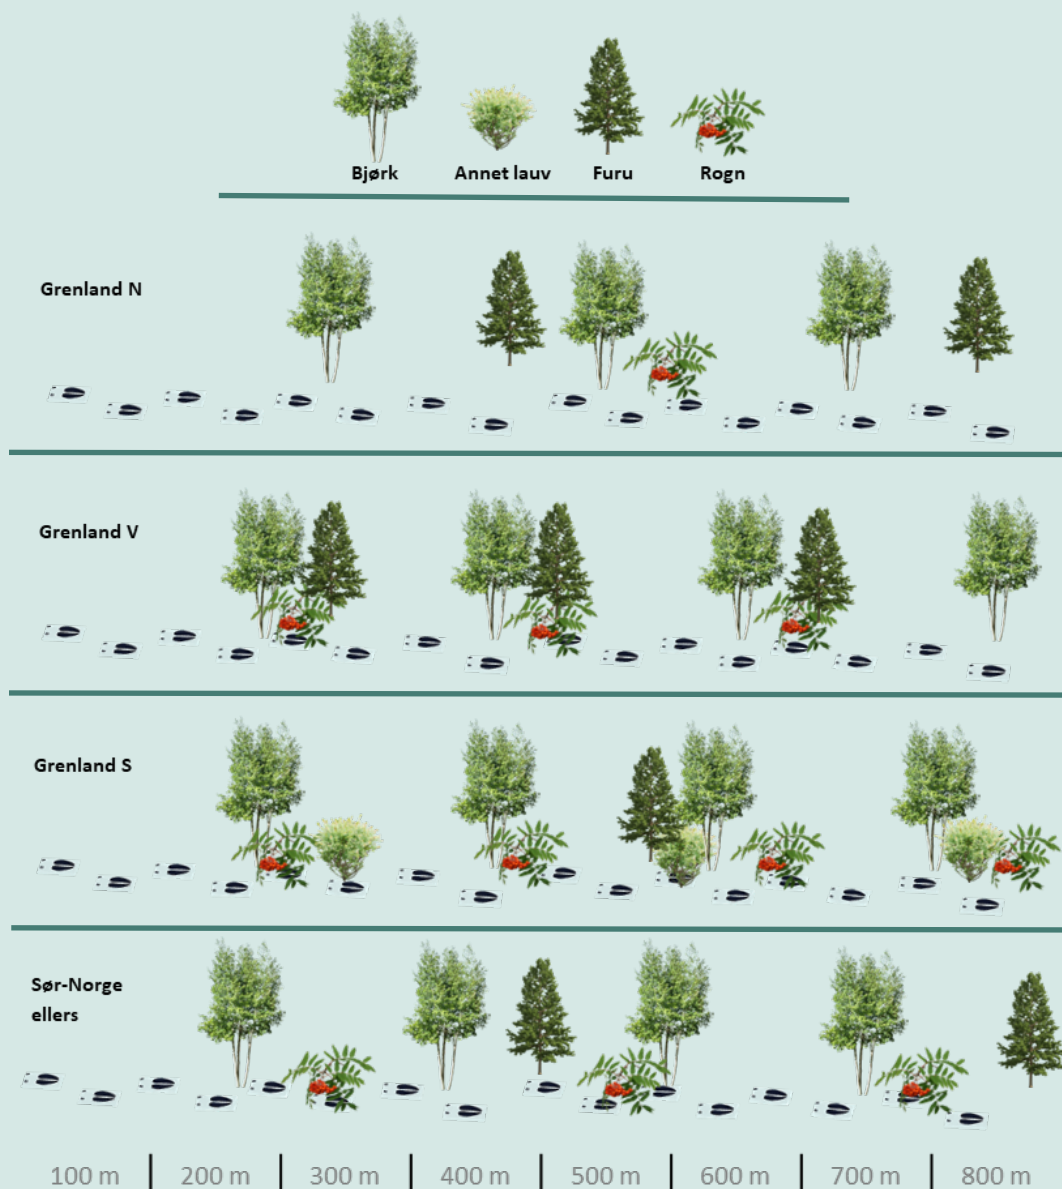 Bjørk Annet lauv Furu Rogn
Grenland N
Grenland V
Grenland S
Sør-Norge
ellers
100 m 200 m 300 m 400 m 500 m 600 m 700 m 800 m